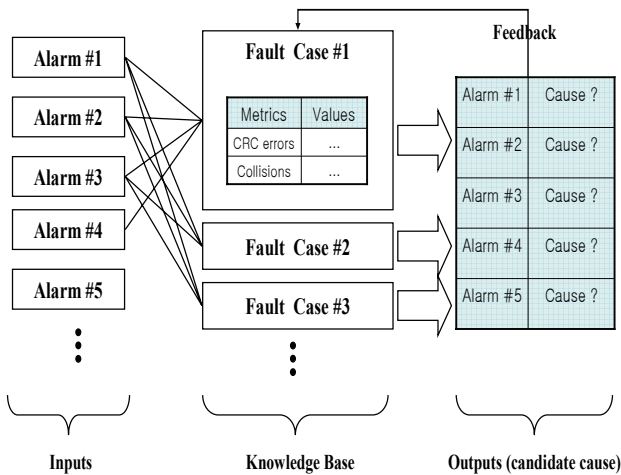 Feedback
Alarm #1
Alarm #2
Alarm #3
Alarm #4
Alarm #5
Fault Case #1
Metrics Values
CRC errors ...
Collisions ...
Fault Case #2
Fault Case #3
Alarm #1 Cause ?
Alarm #2 Cause ?
Alarm #3 Cause ?
Alarm #4 Cause ?
Alarm #5 Cause ?
Inputs
Knowledge Base
Outputs (candidate cause)